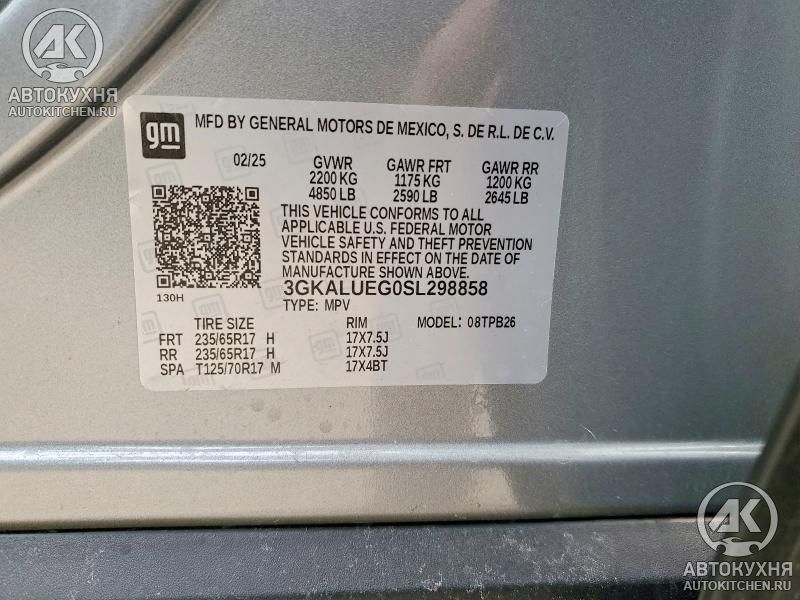 AK
АВТОКУХНЯ
AUTOKITCHEN.RU
gm MFD BY GENERAL MOTORS DE MEXICO, S. DE R.L. DE C.V.
02/25 GVWR GAWR FRT GAWR RR
2200 KG 1175 KG 1200 KG
4850 LB 2590 LB 2645 LB
THIS VEHICLE CONFORMS TO ALL
APPLICABLE U.S. FEDERAL MOTOR
VEHICLE SAFETY AND THEFT PREVENTION
STANDARDS IN EFFECT ON DATE OF
MANUFACTURE SHOWN ABOVE.
3GKALUEG0SL298858
130H
TYPE: MPV
TIRE SIZE RIM MODEL: 08TPB26
FRT 235/65R17 H 17X7.5J
RR 235/65R17 H 17X7.5J
SPA T125/70R17 M 17X4BT
AK
АВТОКУХНЯ
AUTOKITCHEN.RU